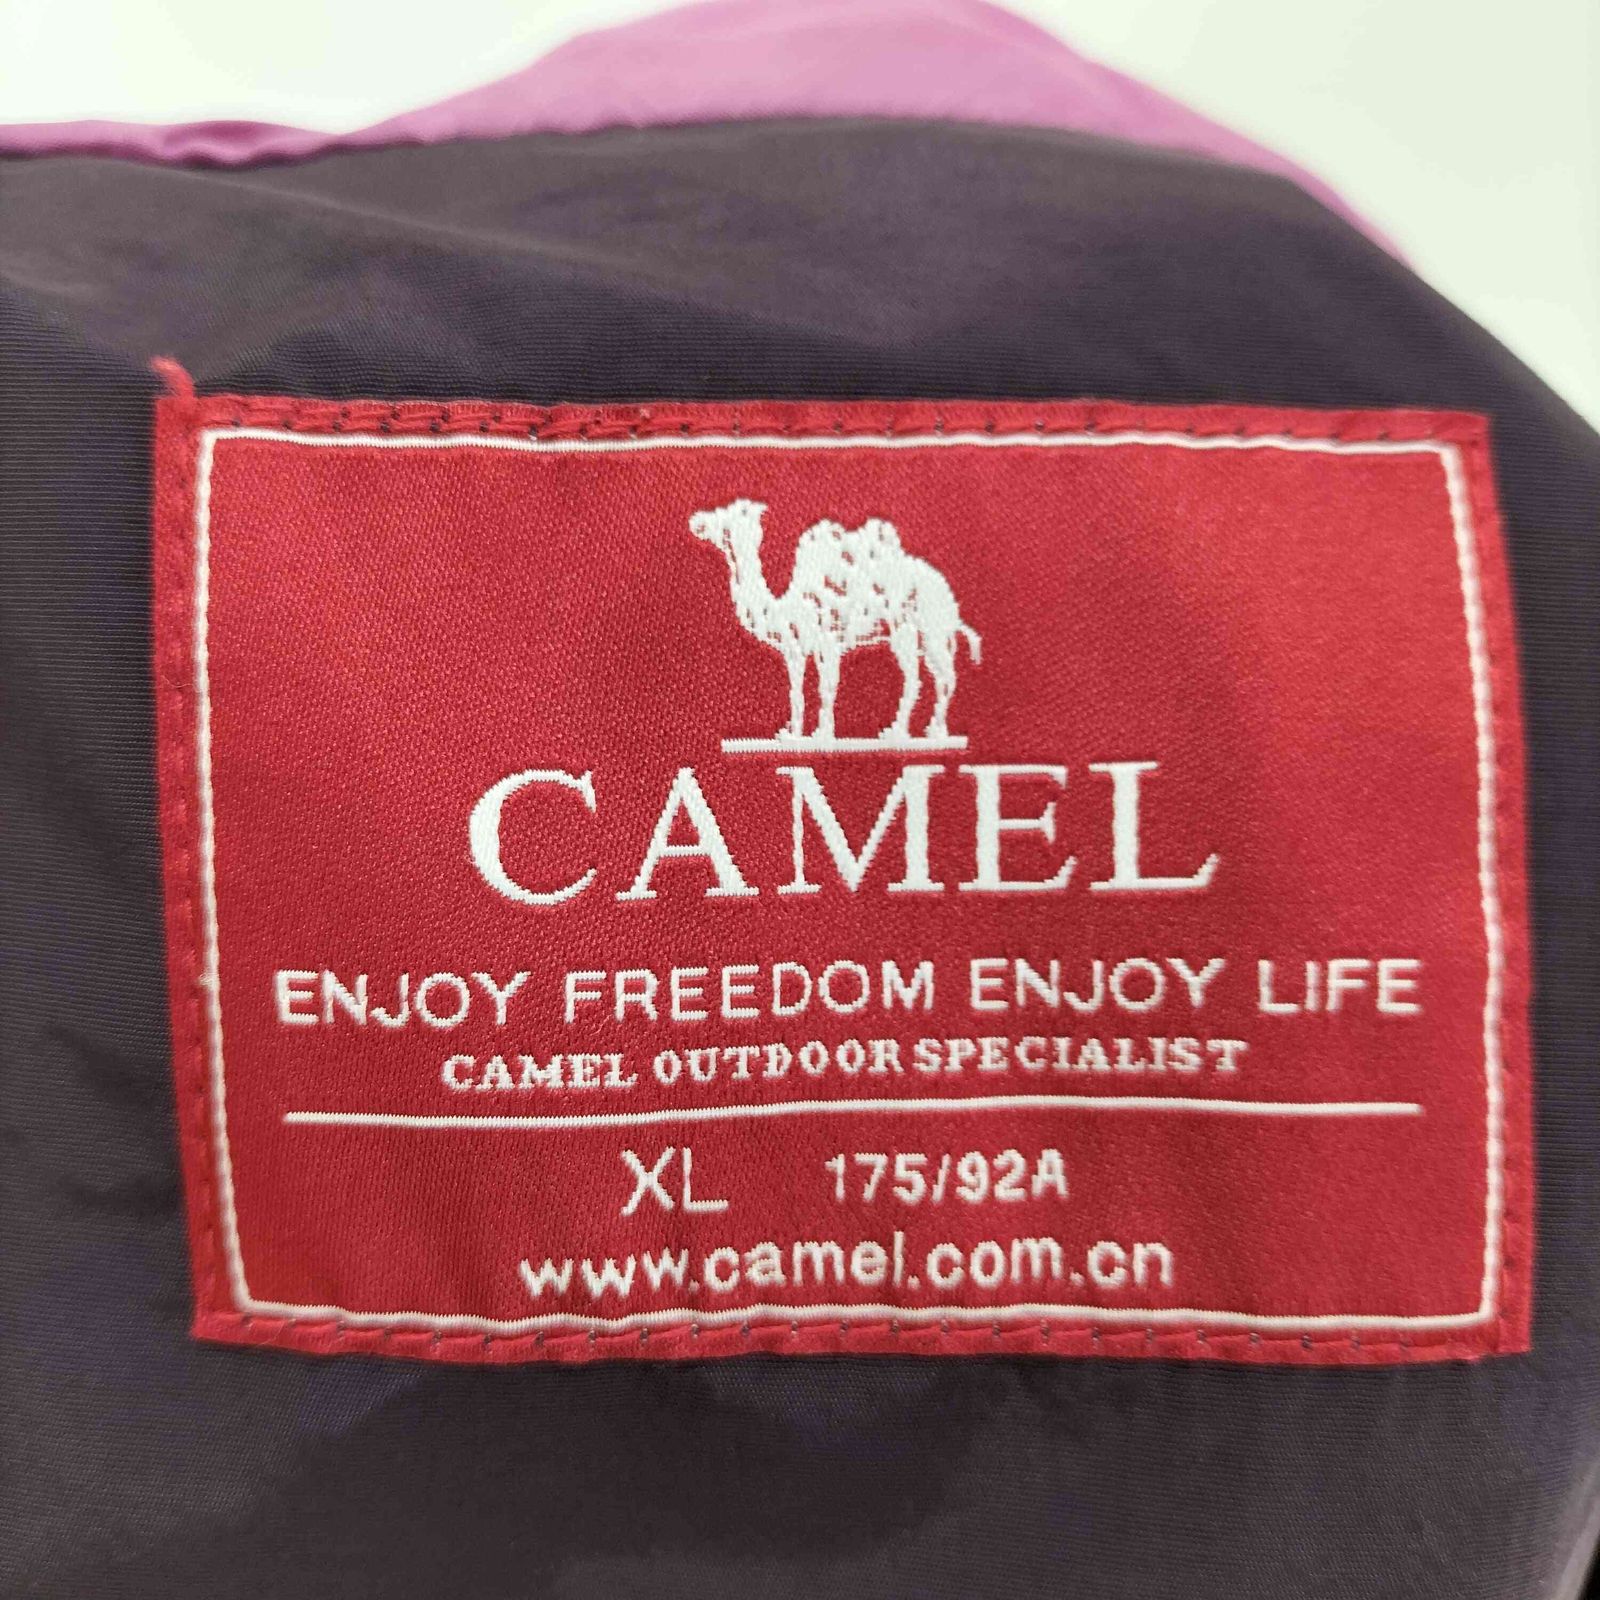 CAMEL
ENJOY FREEDOM ENJOY LIFE
CAMEL OUTDOOR SPECIALIST
XL 175/92A
www.camel.com.cn